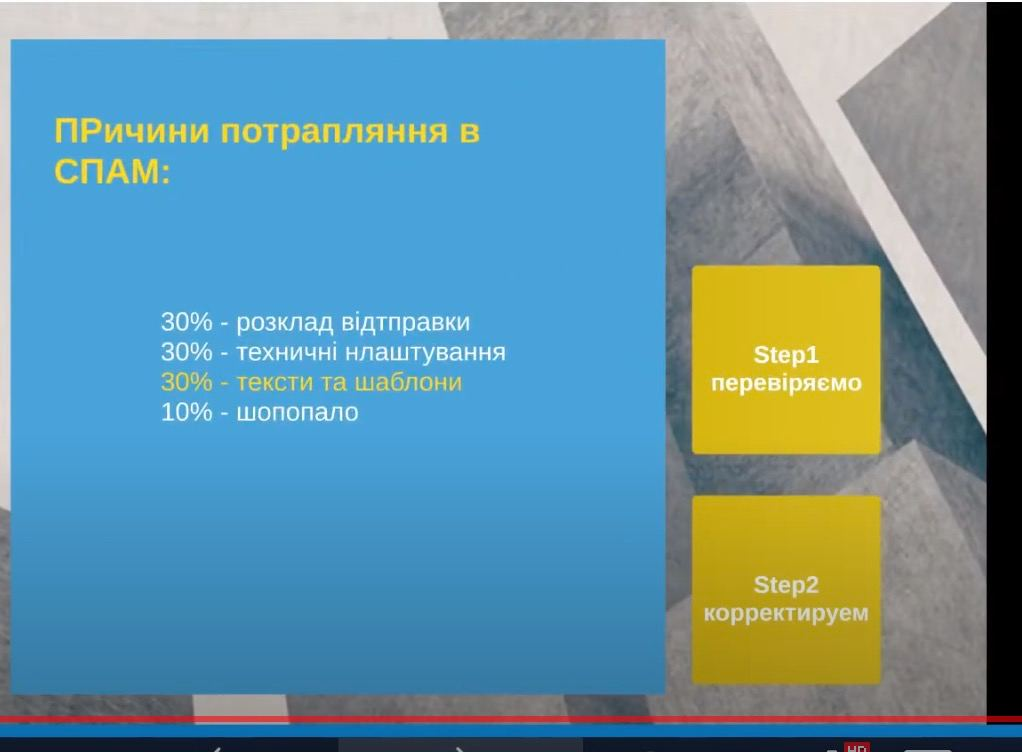 ПРичини потрапляння в
СПАМ:
30% - розклад відтправки
30% - техничні нлаштування
30% - тексти та шаблони
10% - шопопало
Step1
перевіряємо
Step2
корректируем
HD